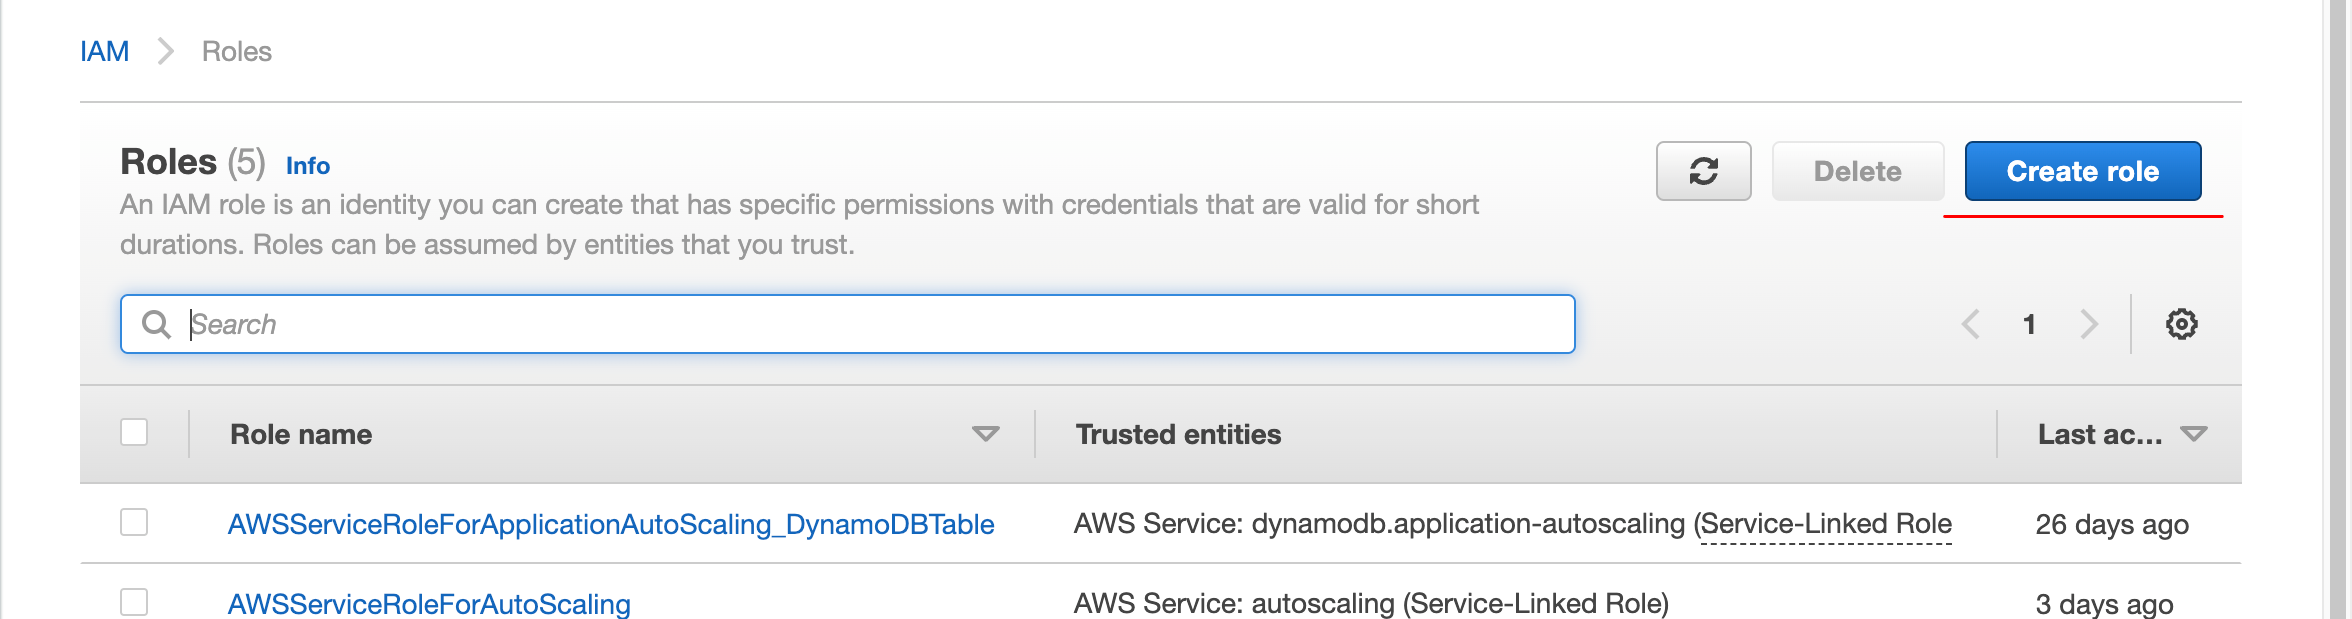 IAM Roles
Roles (5) Info
An IAM role is an identity you can create that has specific permissions with credentials that are valid for short
durations. Roles can be assumed by entities that you trust.
Delete Create role
Search
1
Role name Trusted entities Last ac...
AWSServiceRoleForApplicationAutoScaling_DynamoDBTable AWS Service: dynamodb.application-autoscaling (Service-Linked Role 26 days ago
AWSServiceRoleForAutoScaling AWS Service: autoscaling (Service-Linked Role) 3 days ago